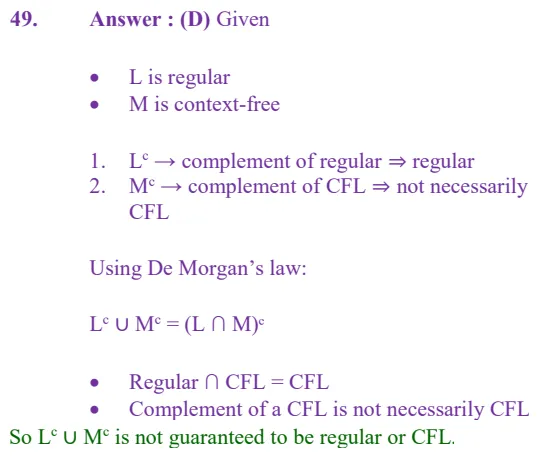 49. Answer : (D) Given
• L is regular
• M is context-free
1. Lᶜ → complement of regular ⇒ regular
2. Mᶜ → complement of CFL ⇒ not necessarily
CFL
Using De Morgan’s law:
Lᶜ ∪ Mᶜ = (L ∩ M)ᶜ
• Regular ∩ CFL = CFL
• Complement of a CFL is not necessarily CFL
So Lᶜ ∪ Mᶜ is not guaranteed to be regular or CFL.